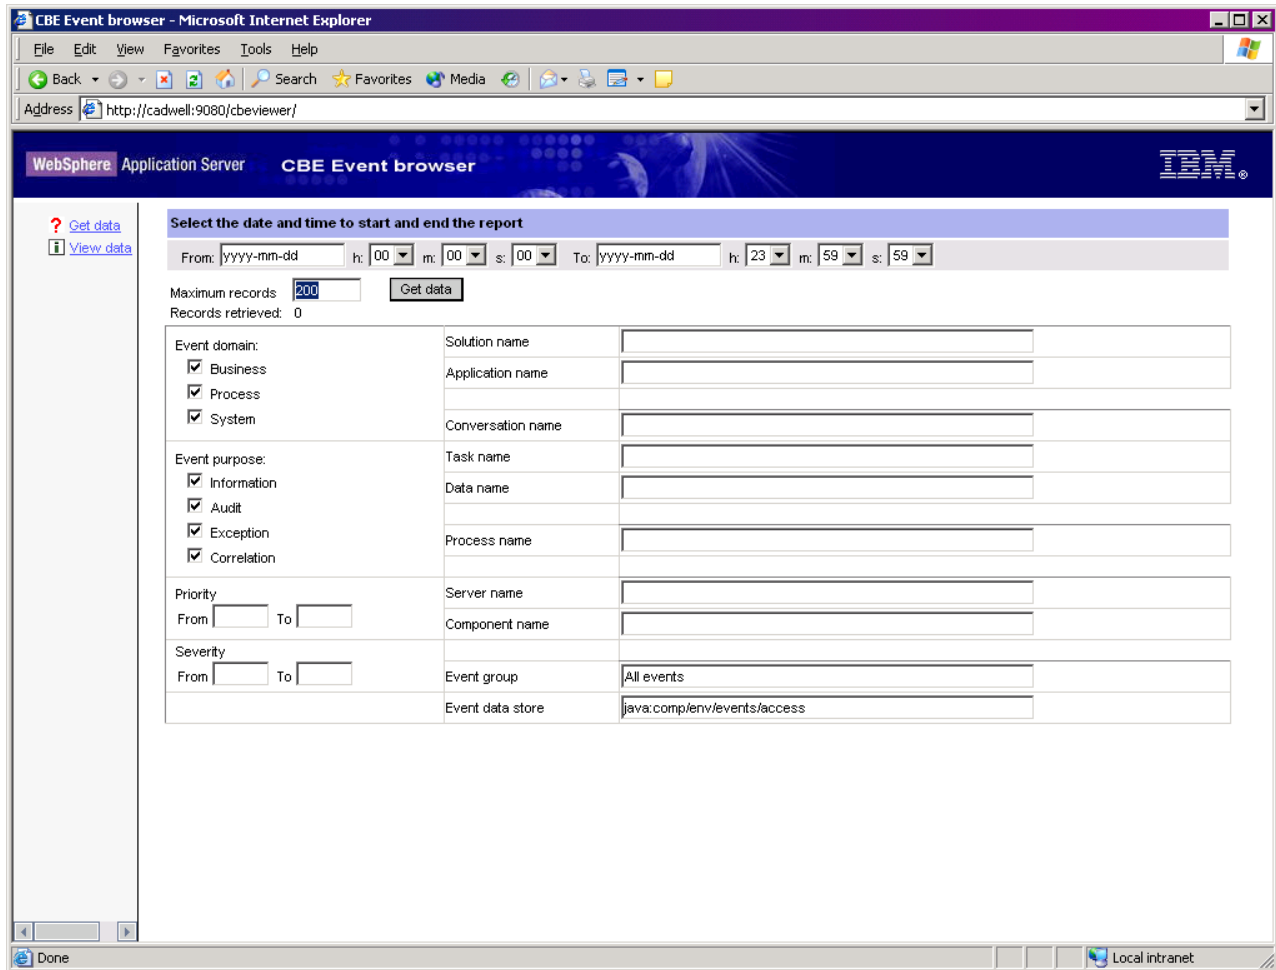 CBE Event browser - Microsoft Internet Explorer
File Edit View Favorites Tools Help
Back Search Favorites Media
Address http://cadwell:9080/cbeviewer/
WebSphere Application Server CBE Event browser IBM®
? Get data
i View data
Select the date and time to start and end the report
From: yyyy-mm-dd h: 00 m: 00 s: 00 To: yyyy-mm-dd h: 23 m: 59 s: 59
Maximum records 200 Get data
Records retrieved: 0
Event domain:
Business
Process
System
Event purpose:
Information
Audit
Exception
Correlation
Priority
From To
Severity
From To
Solution name
Application name
Conversation name
Task name
Data name
Process name
Server name
Component name
Event group All events
Event data store java:comp/env/events/access
Done Local intranet